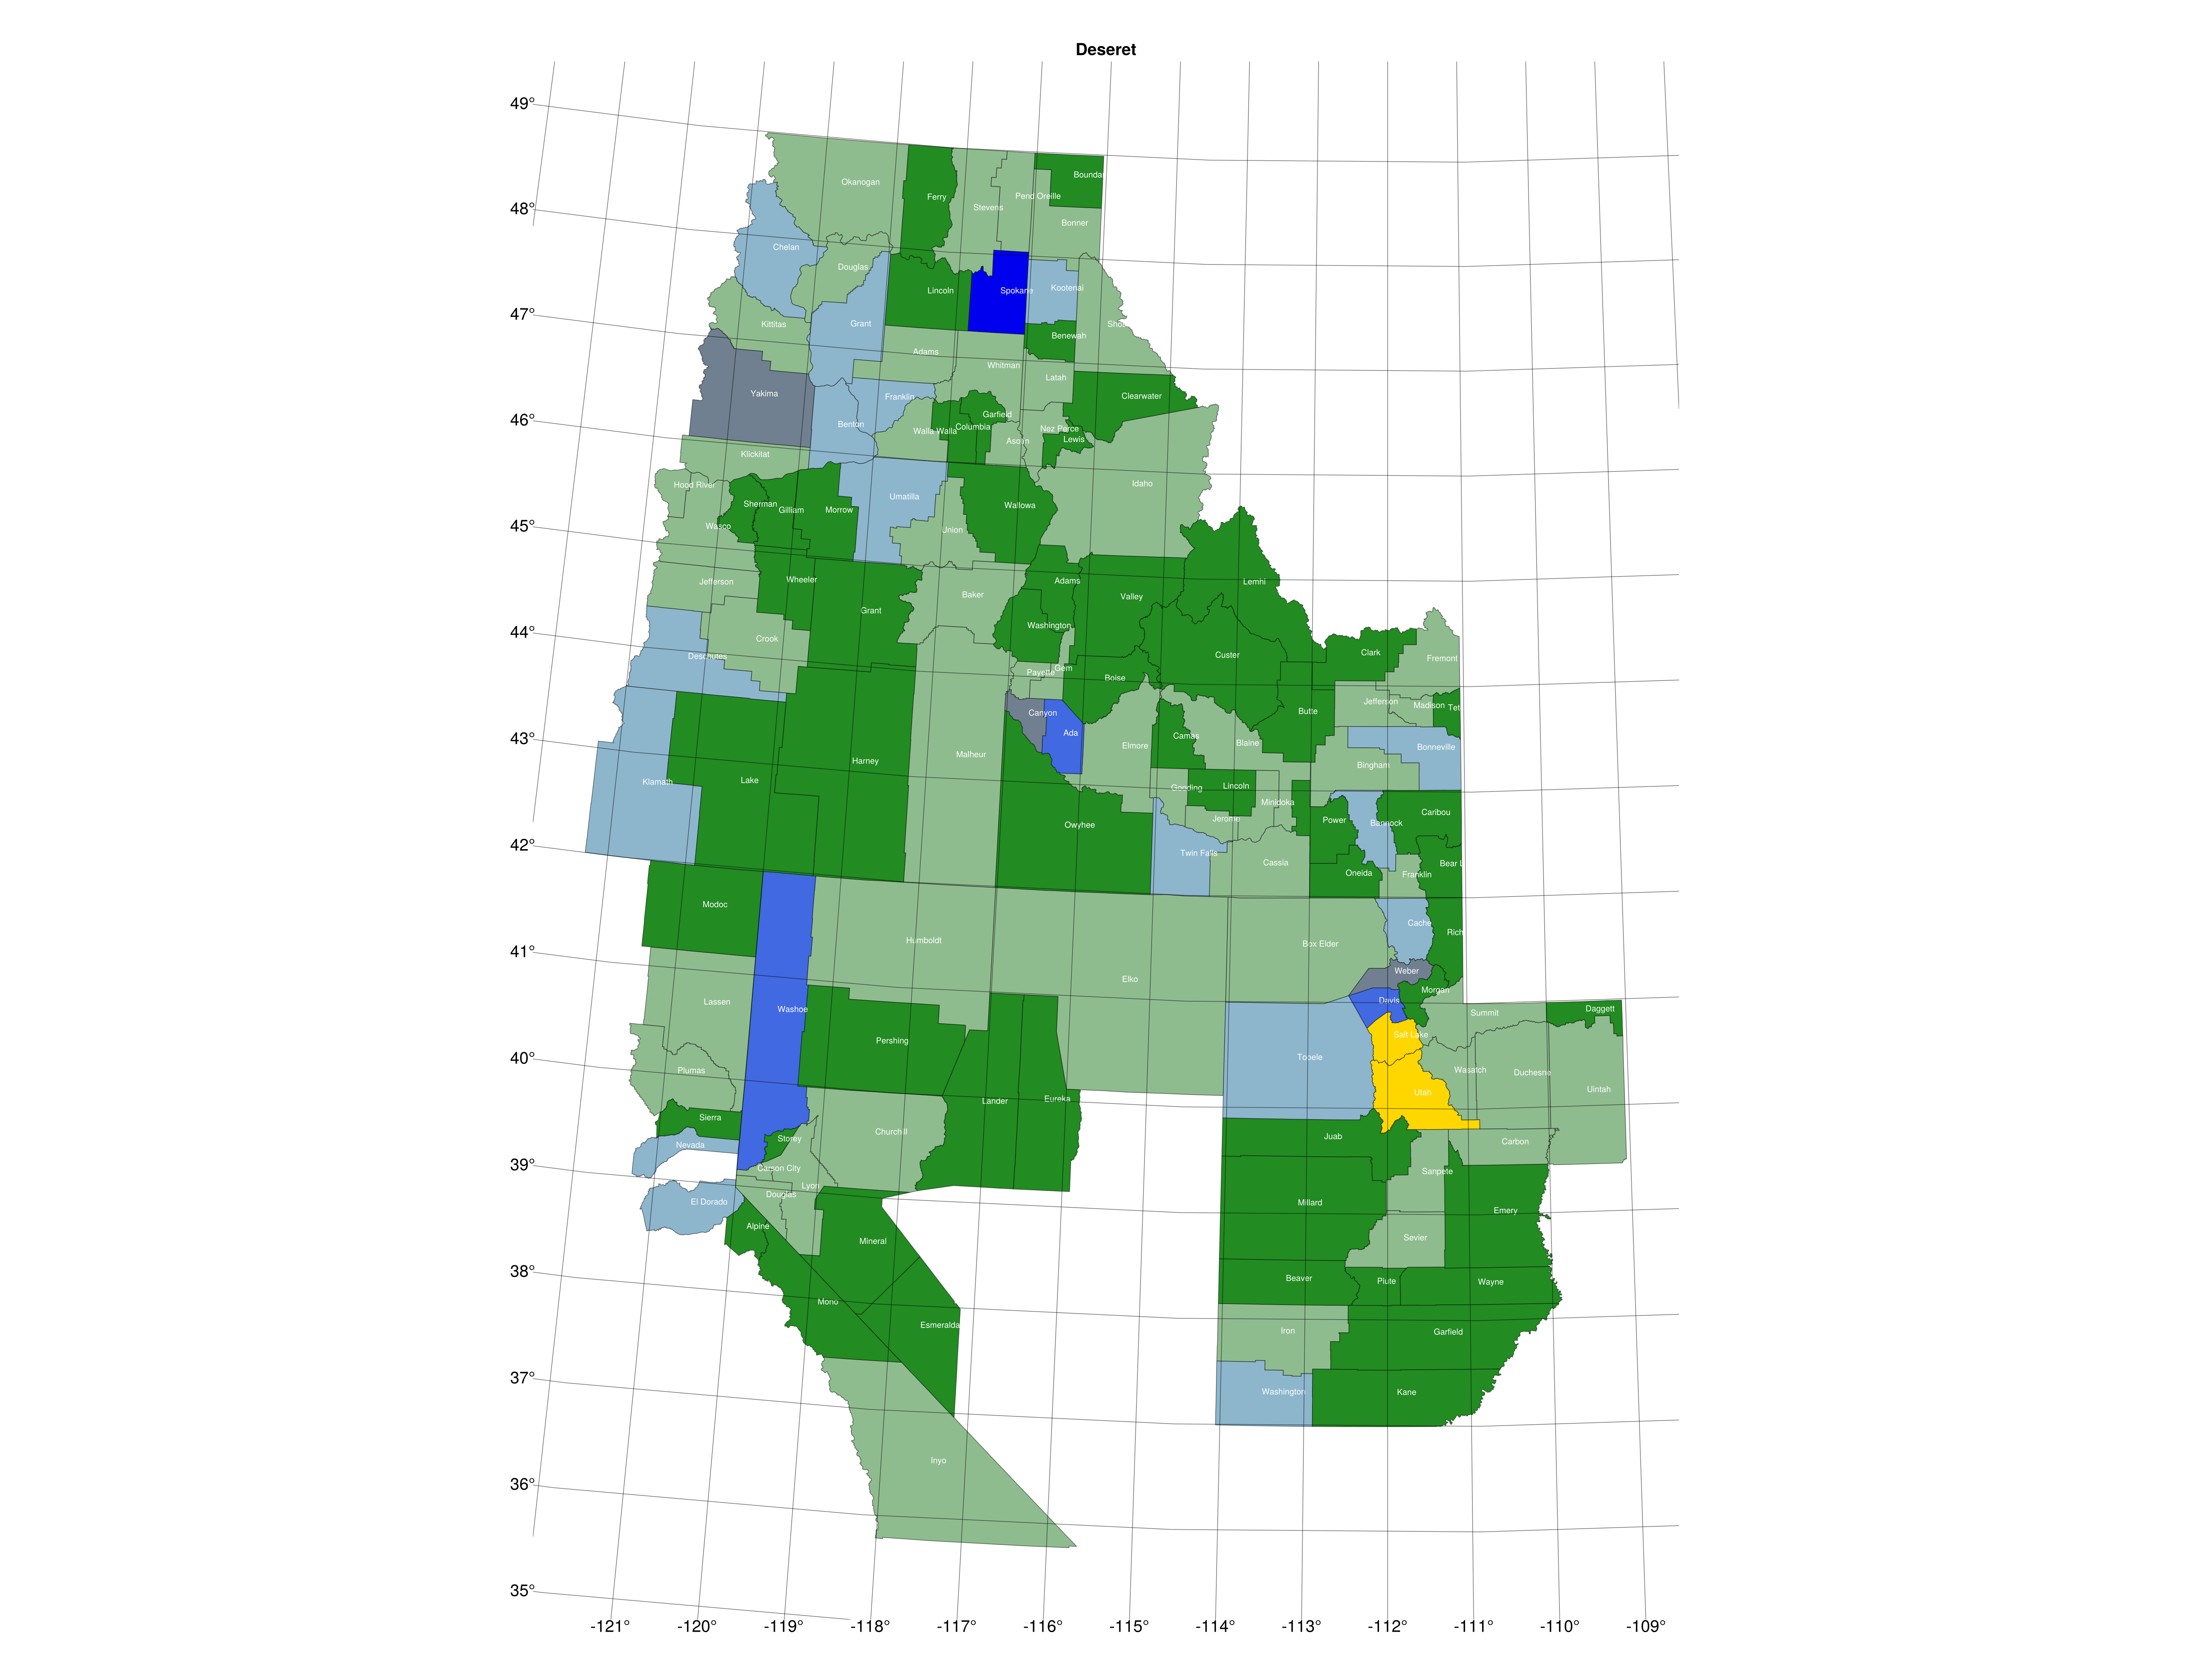 Deseret
49°
48°
47°
46°
45°
44°
43°
42°
41°
40°
39°
38°
37°
36°
35°
Okanogan
Ferry
Stevens
Pend Oreille
Boundar
Bonner
Chelan
Douglas
Lincoln
Spokane
Kootenai
Shos
Kittitas
Grant
Adams
Whitman
Benewah
Latah
Yakima
Benton
Franklin
Walla Walla
Columbia
Garfield
Asotin
Nez Perce
Lewis
Clearwater
Klickitat
Idaho
Hood River
Wasco
Sherman
Gilliam
Morrow
Umatilla
Union
Wallowa
Jefferson
Wheeler
Grant
Baker
Adams
Valley
Lemhi
Crook
Washington
Deschutes
Payette
Gem
Boise
Custer
Clark
Fremont
Canyon
Ada
Elmore
Camas
Blaine
Butte
Jefferson
Madison
Tet
Bonneville
Bingham
Klamath
Lake
Harney
Malheur
Owyhee
Gooding
Lincoln
Jerome
Minidoka
Twin Falls
Cassia
Power
Bannock
Caribou
Oneida
Franklin
Bear L
Modoc
Washoe
Humboldt
Elko
Box Elder
Cache
Rich
Weber
Morgan
Davis
Lassen
Pershing
Salt Lake
Summit
Daggett
Plumas
Lander
Eureka
Tooele
Utah
Wasatch
Duchesne
Uintah
Sierra
Nevada
Storey
Churchill
Carson City
Lyon
Douglas
El Dorado
Alpine
Mineral
Mono
Esmeralda
Inyo
Juab
Sanpete
Carbon
Millard
Sevier
Emery
Beaver
Piute
Wayne
Iron
Garfield
Washington
Kane
-121° -120° -119° -118° -117° -116° -115° -114° -113° -112° -111° -110° -109°